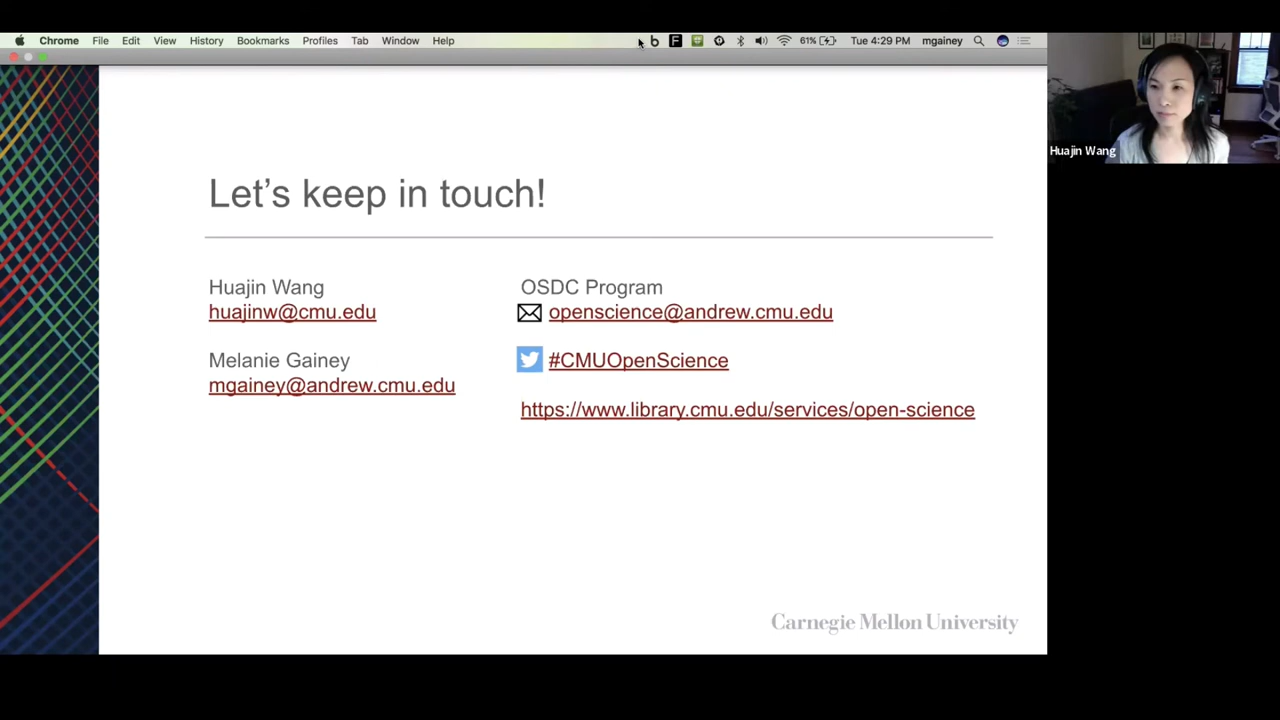 Chrome File Edit View History Bookmarks Profiles Tab Window Help
61% Tue 4:29 PM mgainey
Huajin Wang
Let's keep in touch!
Huajin Wang
huajinw@cmu.edu
Melanie Gainey
mgainey@andrew.cmu.edu
OSDC Program
openscience@andrew.cmu.edu
#CMUOpenScience
https://www.library.cmu.edu/services/open-science
Carnegie Mellon University